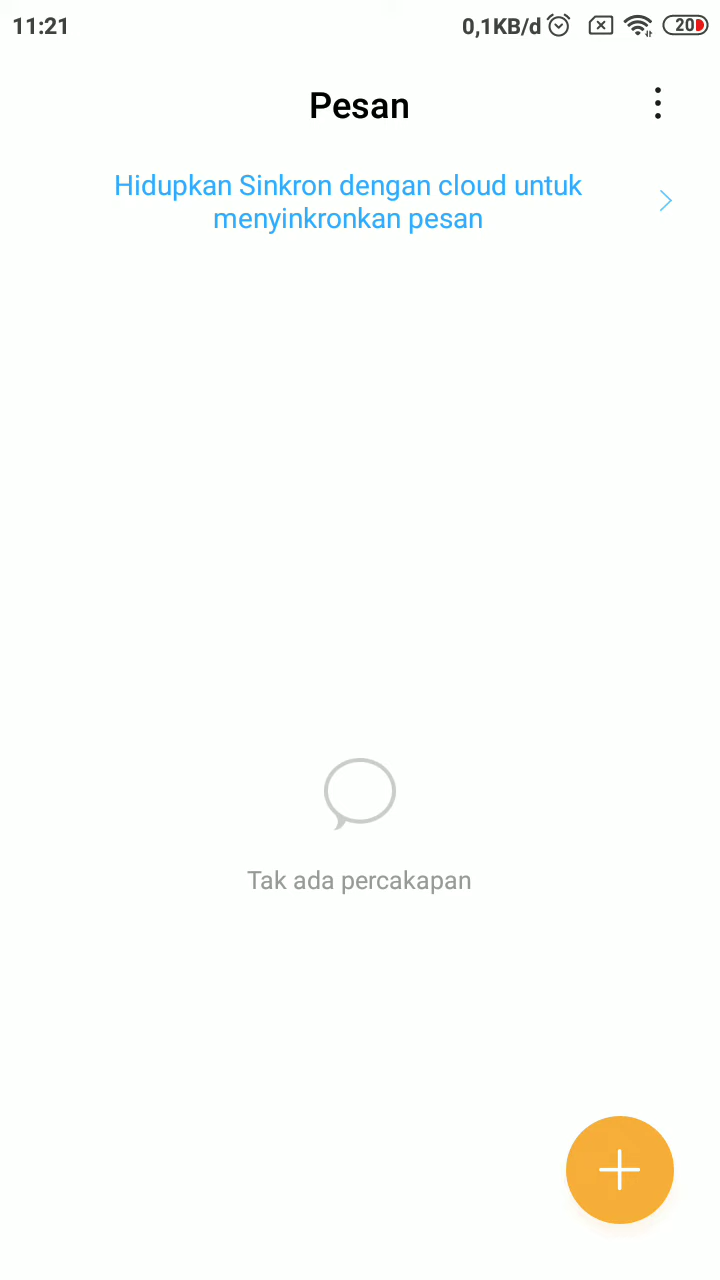 11:21
0,1KB/d
20
Pesan
Hidupkan Sinkron dengan cloud untuk
menyinkronkan pesan
Tak ada percakapan